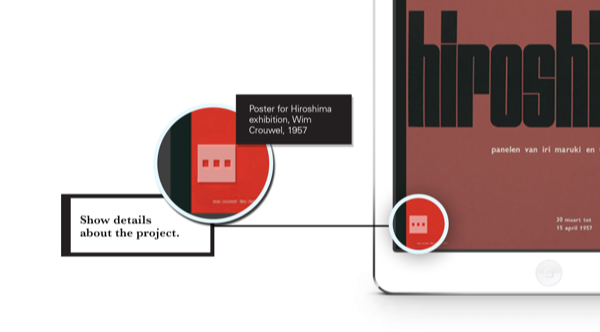 hiroshi
Poster for Hiroshima
exhibition, Wim
Crouwel, 1957
panelen van iri maruki en
Show details
about the project.
30 maart tot
15 april 1957